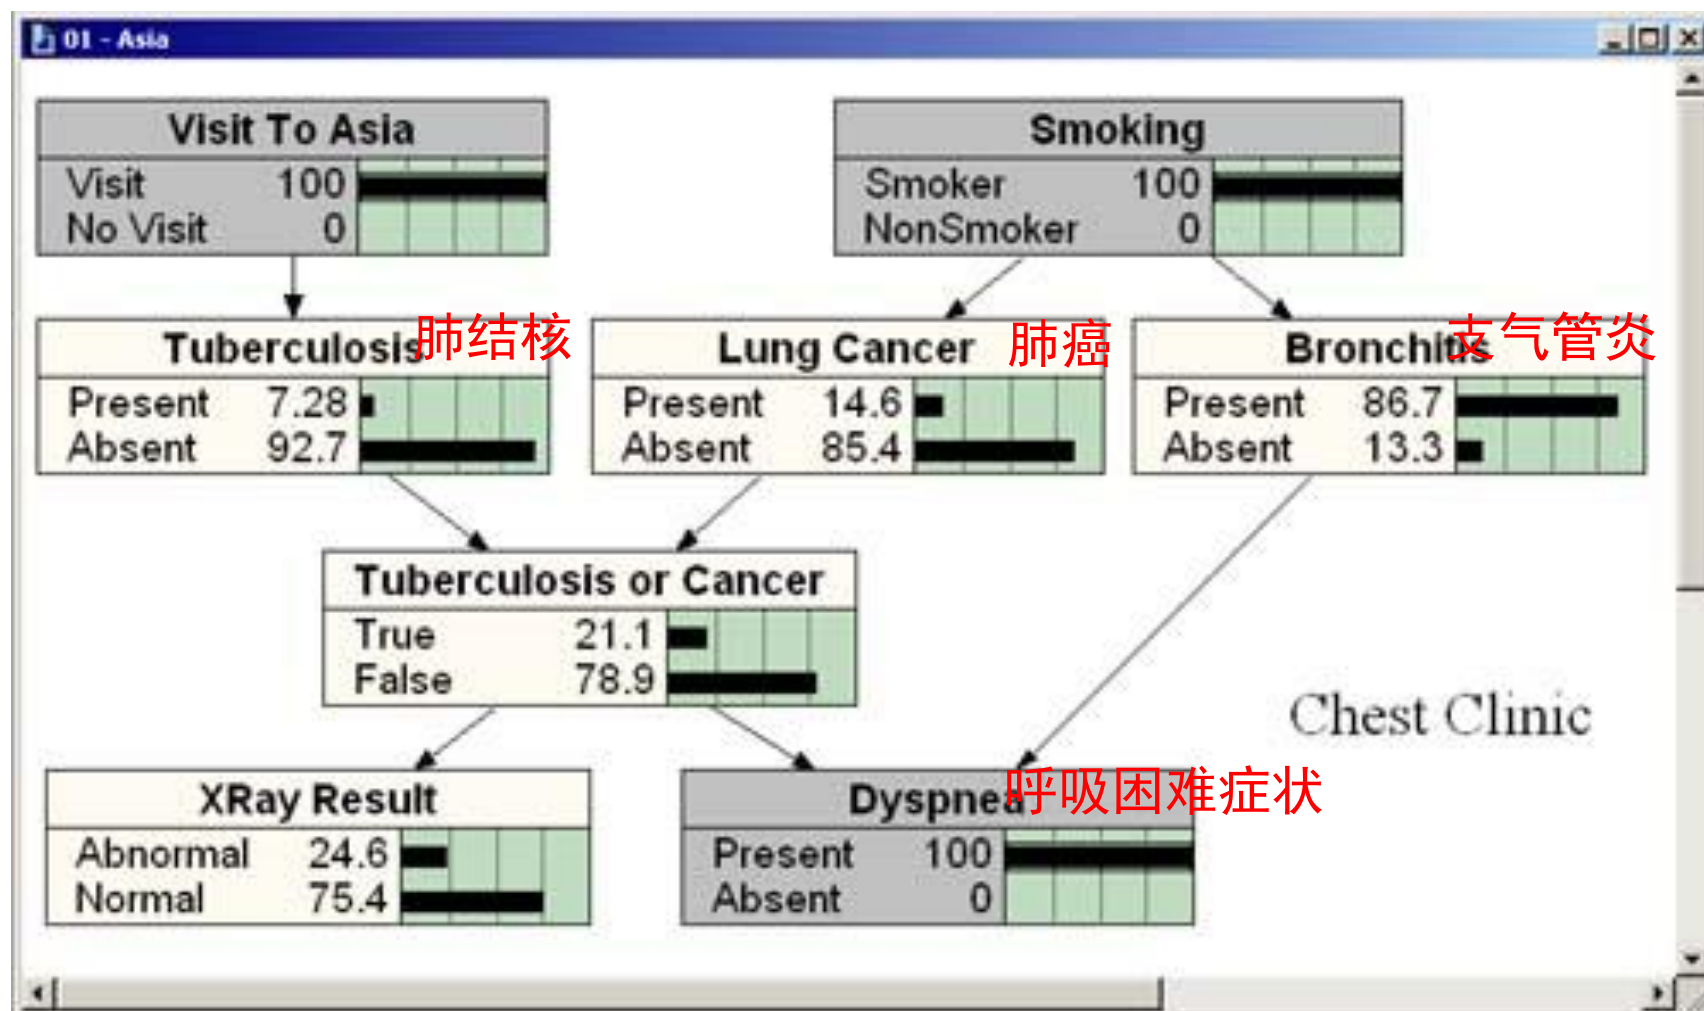 01 - Asia
Visit To Asia
Visit 100
No Visit 0
Smoking
Smoker 100
NonSmoker 0
Tuberculosis 肺结核
Present 7.28
Absent 92.7
Lung Cancer 肺癌
Present 14.6
Absent 85.4
Bronchitis 支气管炎
Present 86.7
Absent 13.3
Tuberculosis or Cancer
True 21.1
False 78.9
Chest Clinic
XRay Result
Abnormal 24.6
Normal 75.4
Dyspnea 呼吸困难症状
Present 100
Absent 0